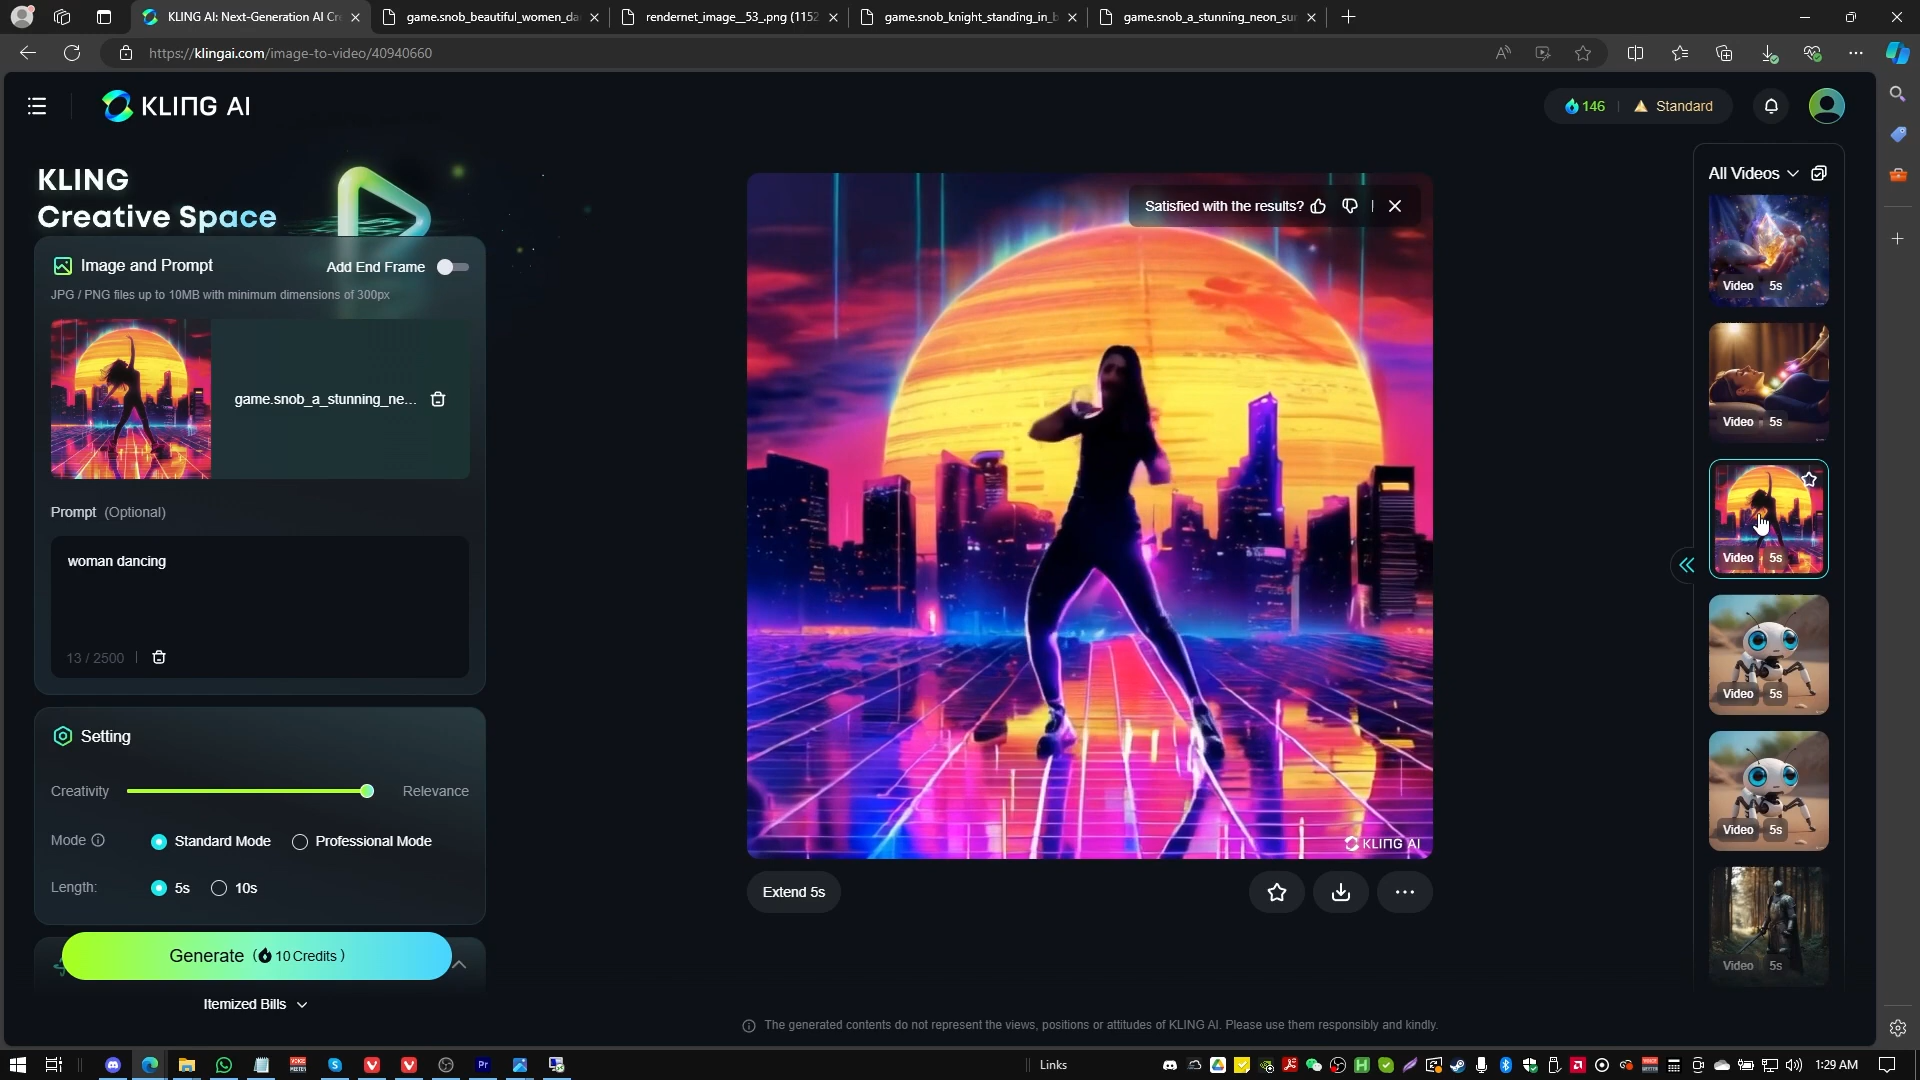 KLING AI: Next-Generation AI Cr
game.snob_beautiful_women_da
rendernet_image__53_.png (1152
game.snob_knight_standing_in_b
game.snob_a_stunning_neon_su
https://klingai.com/image-to-video/40940660
KLING AI
146
Standard
KLING
Creative Space
All Videos
Satisfied with the results?
Image and Prompt
Add End Frame
JPG / PNG files up to 10MB with minimum dimensions of 300px
game.snob_a_stunning_ne...
Prompt (Optional)
woman dancing
13 / 2500
Setting
Creativity
Relevance
Mode
Standard Mode
Professional Mode
Length:
5s
10s
Generate ( 10 Credits )
Itemized Bills
KLING AI
Extend 5s
Video 5s
Video 5s
Video 5s
Video 5s
Video 5s
Video 5s
The generated contents do not represent the views, positions or attitudes of KLING AI. Please use them responsibly and kindly.
Pr
Links
1:29 AM